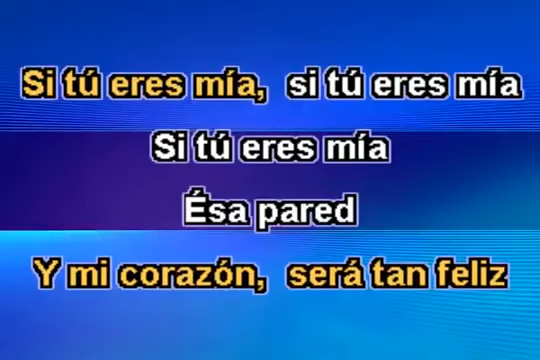 Si tú eres mía, si tú eres mía
Si tú eres mía
Ésa pared
Y mi corazón, será tan feliz